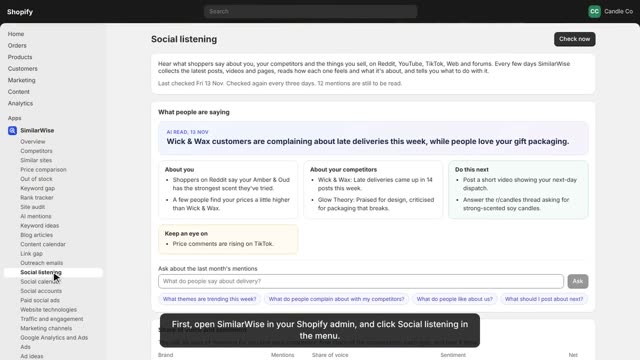 Shopify
Search
CC
Candle Co
Home
Orders
Products
Customers
Marketing
Content
Analytics
Apps
SimilarWise
Overview
Competitors
Similar sites
Price comparison
Out of stock
Keyword gap
Rank tracker
Site audit
AI mentions
Keyword ideas
Blog articles
Content calendar
Link gap
Outreach emails
Social listening
Social calendar
Social accounts
Paid social ads
Website technologies
Traffic and engagement
Marketing channels
Google Analytics and Ads
Ads
Ad ideas
Social listening
Check now
Hear what shoppers say about you, your competitors and the things you sell, on Reddit, YouTube, TikTok, Web and forums. Every few days SimilarWise
collects the latest posts, videos and pages, reads how each one feels and what it's about, and tells you what to do with it.
Last checked Fri 13 Nov Checked again every three days. 12 mentions are still to be read.
What people are saying
AI READ, 13 NOV
Wick & Wax customers are complaining about late deliveries this week, while people love your gift packaging.
About you
• Shoppers on Reddit say your Amber & Oud
has the strongest scent they've tried.
• A few people find your prices a little higher
than Wick & Wax.
About your competitors
• Wick & Wax: Late deliveries came up in 14
posts this week.
• Glow Theory: Praised for design, criticised
for packaging that breaks.
Do this next
• Post a short video showing your next-day
dispatch.
• Answer the r/candles thread asking for
strong-scented soy candles.
Keep an eye on
• Price comments are rising on TikTok.
Ask about the last month's mentions
What do people say about delivery?
Ask
What themes are trending this week?
What do people complain about with my competitors?
What do people like about us?
What should I post about next?
First, open SimilarWise in your Shopify admin, and click Social listening in
the menu.
Brand
Mentions
Share of voice
Sentiment
Net
Most talked about